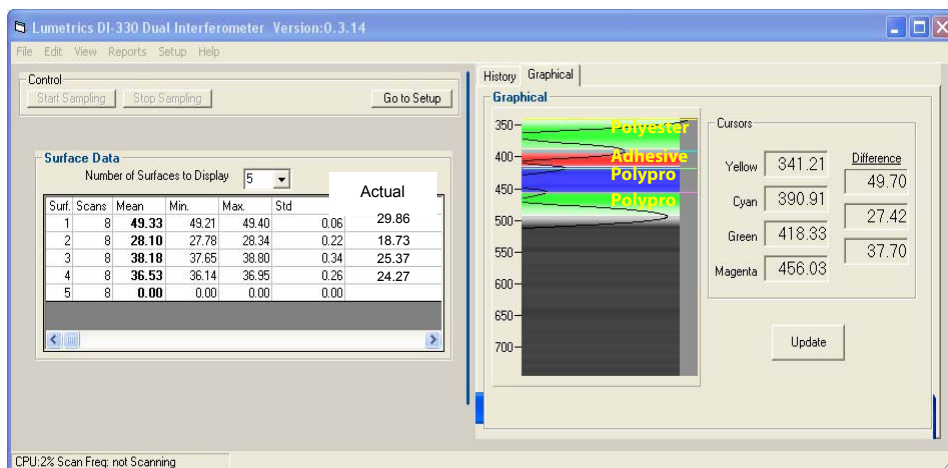 Lumetrics DI-330 Dual Interferometer Version:0.3.14
File Edit View Reports Setup Help
Control
Start Sampling Stop Sampling Go to Setup
Surface Data
Number of Surfaces to Display 5
Actual
Surf. Scans Mean Min. Max. Std
1 8 49.33 49.21 49.40 0.06 29.86
2 8 28.10 27.78 28.34 0.22 18.73
3 8 38.18 37.65 38.80 0.34 25.37
4 8 36.53 36.14 36.95 0.26 24.27
5 8 0.00 0.00 0.00 0.00
History Graphical
Graphical
350
400
450
500
550
600
650
700
Polyester
Adhesive
Polypro
Polypro
Cursors
Difference
Yellow 341.21
49.70
Cyan 390.91
27.42
Green 418.33
37.70
Magenta 456.03
Update
CPU:2% Scan Freq: not Scanning